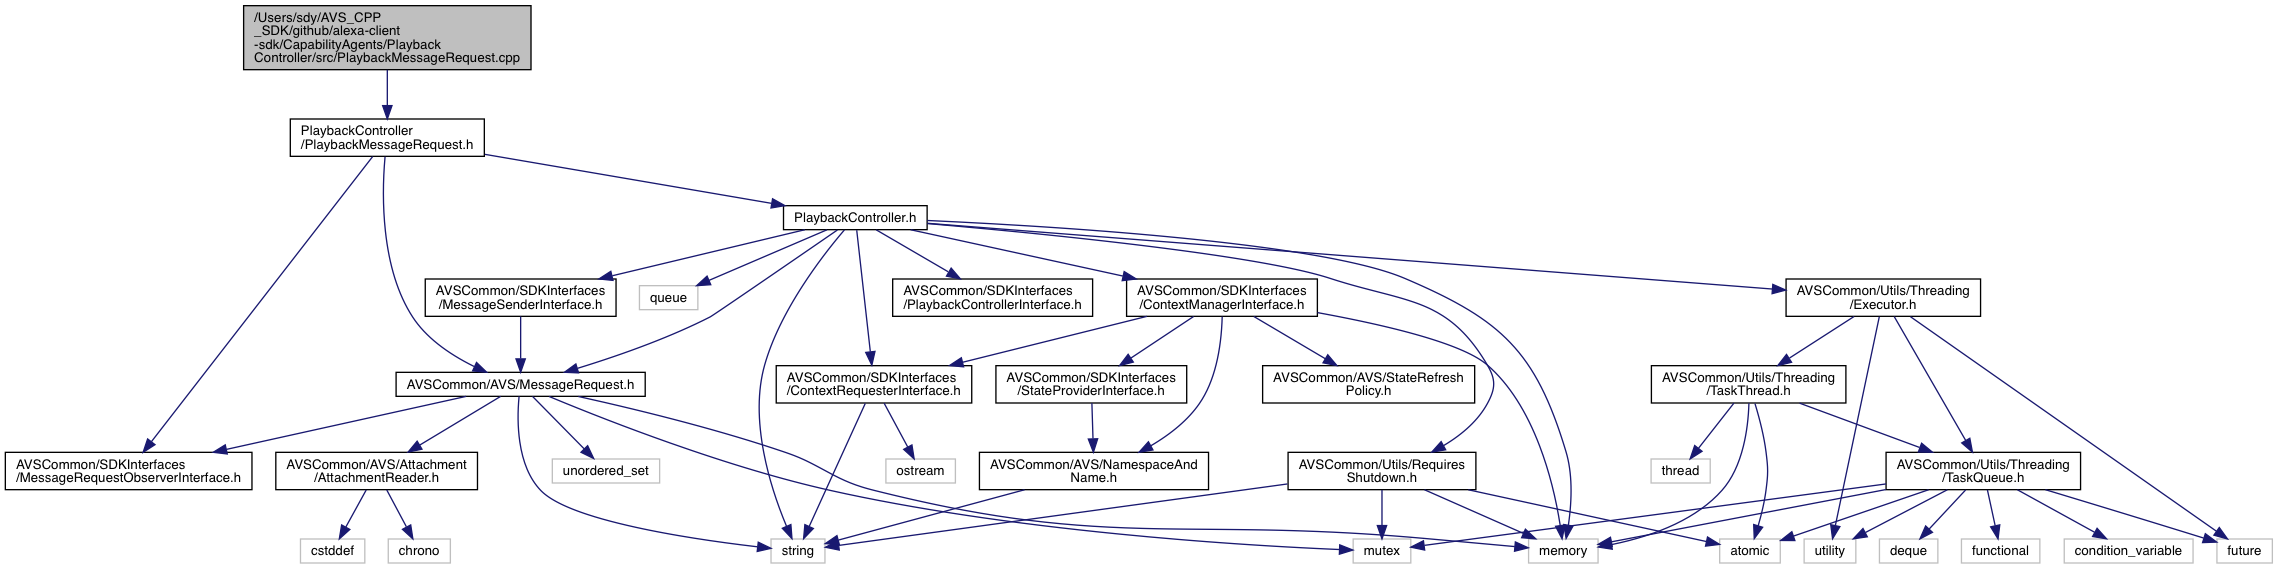 /Users/sdy/AVS_CPP
_SDK/github/alexa-client
-sdk/CapabilityAgents/Playback
Controller/src/PlaybackMessageRequest.cpp
PlaybackController
/PlaybackMessageRequest.h
PlaybackController.h
AVSCommon/SDKInterfaces
/MessageSenderInterface.h
queue
AVSCommon/SDKInterfaces
/PlaybackControllerInterface.h
AVSCommon/SDKInterfaces
/ContextManagerInterface.h
AVSCommon/Utils/Threading
/Executor.h
AVSCommon/AVS/MessageRequest.h
AVSCommon/SDKInterfaces
/ContextRequesterInterface.h
AVSCommon/SDKInterfaces
/StateProviderInterface.h
AVSCommon/AVS/StateRefresh
Policy.h
AVSCommon/Utils/Threading
/TaskThread.h
AVSCommon/SDKInterfaces
/MessageRequestObserverInterface.h
AVSCommon/AVS/Attachment
/AttachmentReader.h
unordered_set
ostream
AVSCommon/AVS/NamespaceAnd
Name.h
AVSCommon/Utils/Requires
Shutdown.h
thread
AVSCommon/Utils/Threading
/TaskQueue.h
cstddef
chrono
string
mutex
memory
atomic
utility
deque
functional
condition_variable
future